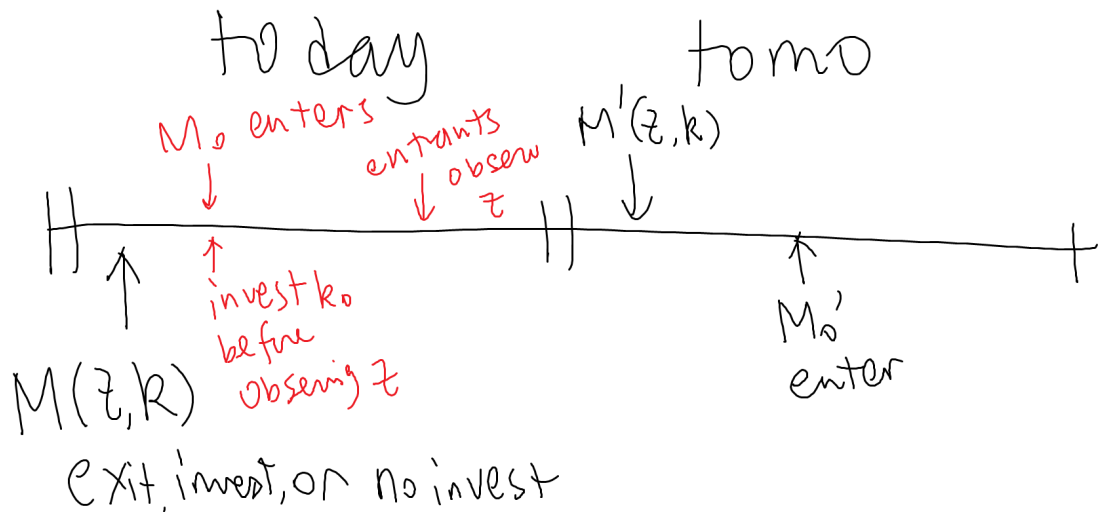 today
tomo
M₀ enters
entrants
observ
z
M'(z,k)
invest k₀
before
observing z
M₀'
enter
M(z,k)
exit, invest, or no invest